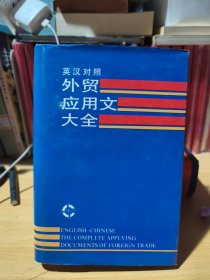 英汉对照
外贸
应用文
大全
ENGLISH-CHINESE
THE COMPLETE APPLYING
DOCUMENTS OF FOREIGN TRADE